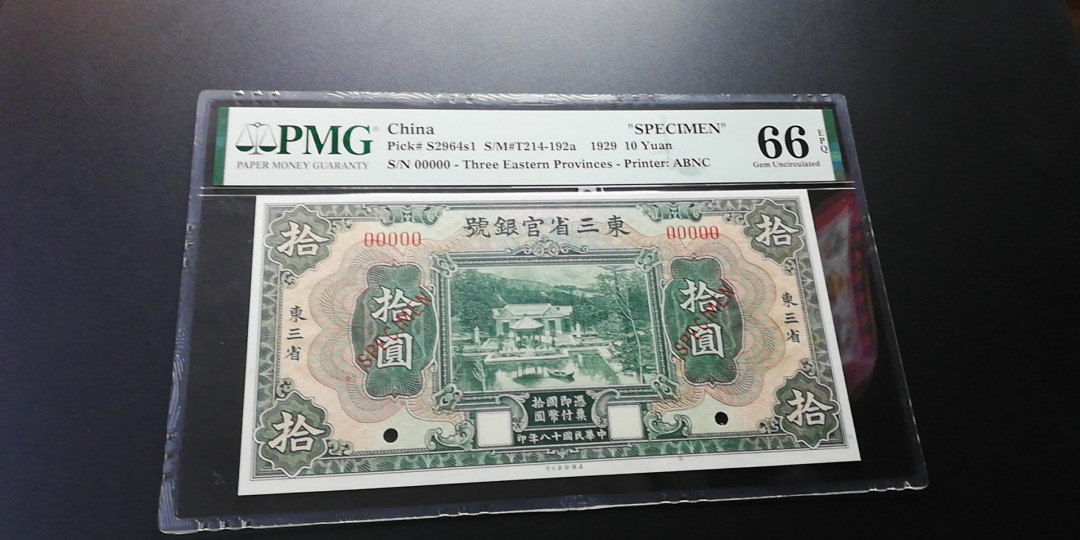 PMG
PAPER MONEY GUARANTY
China "SPECIMEN"
Pick# S2964s1 S/M#T214-192a 1929 10 Yuan
S/N 00000 - Three Eastern Provinces - Printer: ABNC
66 EPQ
Gem Uncirculated
號銀官省三東
拾
拾
00000
00000
拾圓
SPECIMEN
拾圓
SPECIMEN
東三省
東三省
拾國即憑
圓幣付票
印年八十國民華中
拾
拾